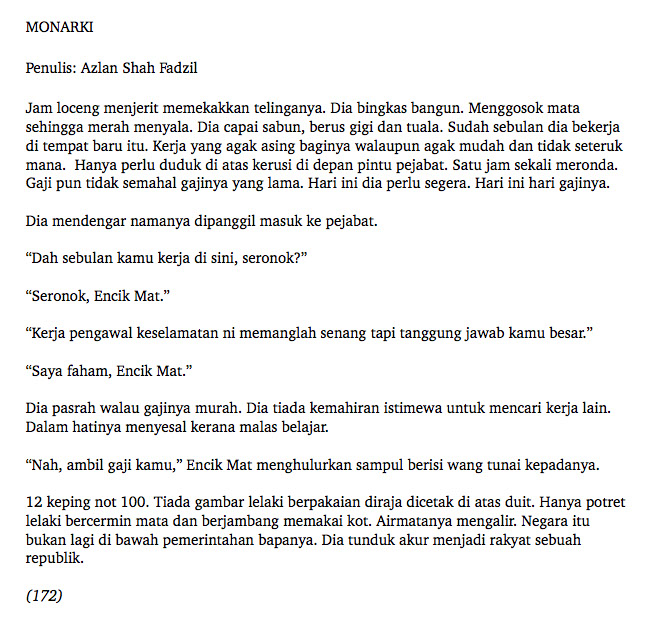 MONARKI
Penulis: Azlan Shah Fadzil
Jam loceng menjerit memekakkan telinganya. Dia bingkas bangun. Menggosok mata
sehingga merah menyala. Dia capai sabun, berus gigi dan tuala. Sudah sebulan dia bekerja
di tempat baru itu. Kerja yang agak asing baginya walaupun agak mudah dan tidak seteruk
mana.  Hanya perlu duduk di atas kerusi di depan pintu pejabat. Satu jam sekali meronda.
Gaji pun tidak semahal gajinya yang lama. Hari ini dia perlu segera. Hari ini hari gajinya.
Dia mendengar namanya dipanggil masuk ke pejabat.
“Dah sebulan kamu kerja di sini, seronok?”
“Seronok, Encik Mat.”
“Kerja pengawal keselamatan ni memanglah senang tapi tanggung jawab kamu besar.”
“Saya faham, Encik Mat.”
Dia pasrah walau gajinya murah. Dia tiada kemahiran istimewa untuk mencari kerja lain.
Dalam hatinya menyesal kerana malas belajar.
“Nah, ambil gaji kamu,” Encik Mat menghulurkan sampul berisi wang tunai kepadanya.
12 keping not 100. Tiada gambar lelaki berpakaian diraja dicetak di atas duit. Hanya potret
lelaki bercermin mata dan berjambang memakai kot. Airmatanya mengalir. Negara itu
bukan lagi di bawah pemerintahan bapanya. Dia tunduk akur menjadi rakyat sebuah
republik.
(172)